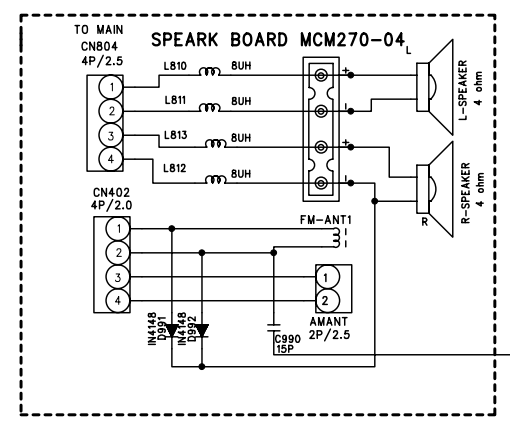 TO MAIN
CN804
4P/2.5
SPEARK BOARD MCM270-04
L
L810
8UH
1
L811
8UH
2
L813
8UH
3
L812
8UH
4
+
-
+
-
L-SPEAKER
4 ohm
R-SPEAKER
4 ohm
R
CN402
4P/2.0
1
2
3
4
FM-ANT1
1
2
AMANT
2P/2.5
IN4148
D991
IN4148
D992
C990
15P